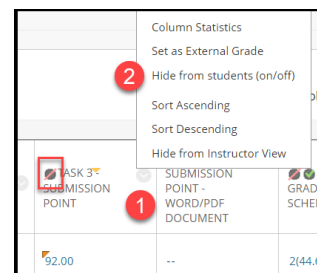 Column Statistics
Set as External Grade
2
Hide from students (on/off)
Sort Ascending
Sort Descending
Hide from Instructor View
TASK 3 -
SUBMISSION
POINT
1
SUBMISSION
POINT -
WORD/PDF
DOCUMENT
GRAD
SCHE
92.00
--
2(44.6